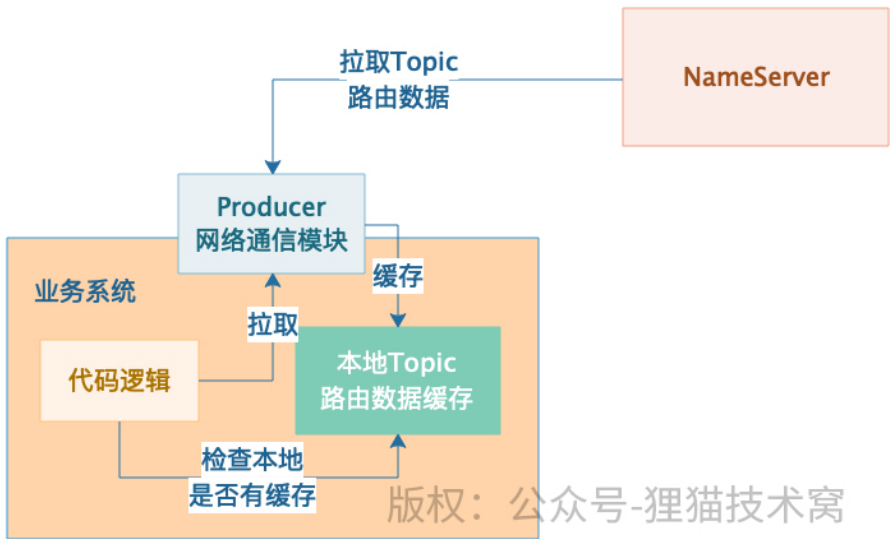 拉取Topic
路由数据
NameServer
Producer
网络通信模块
缓存
业务系统
拉取
代码逻辑
本地Topic
路由数据缓存
检查本地
是否有缓存
版权：公众号-狸猫技术窝